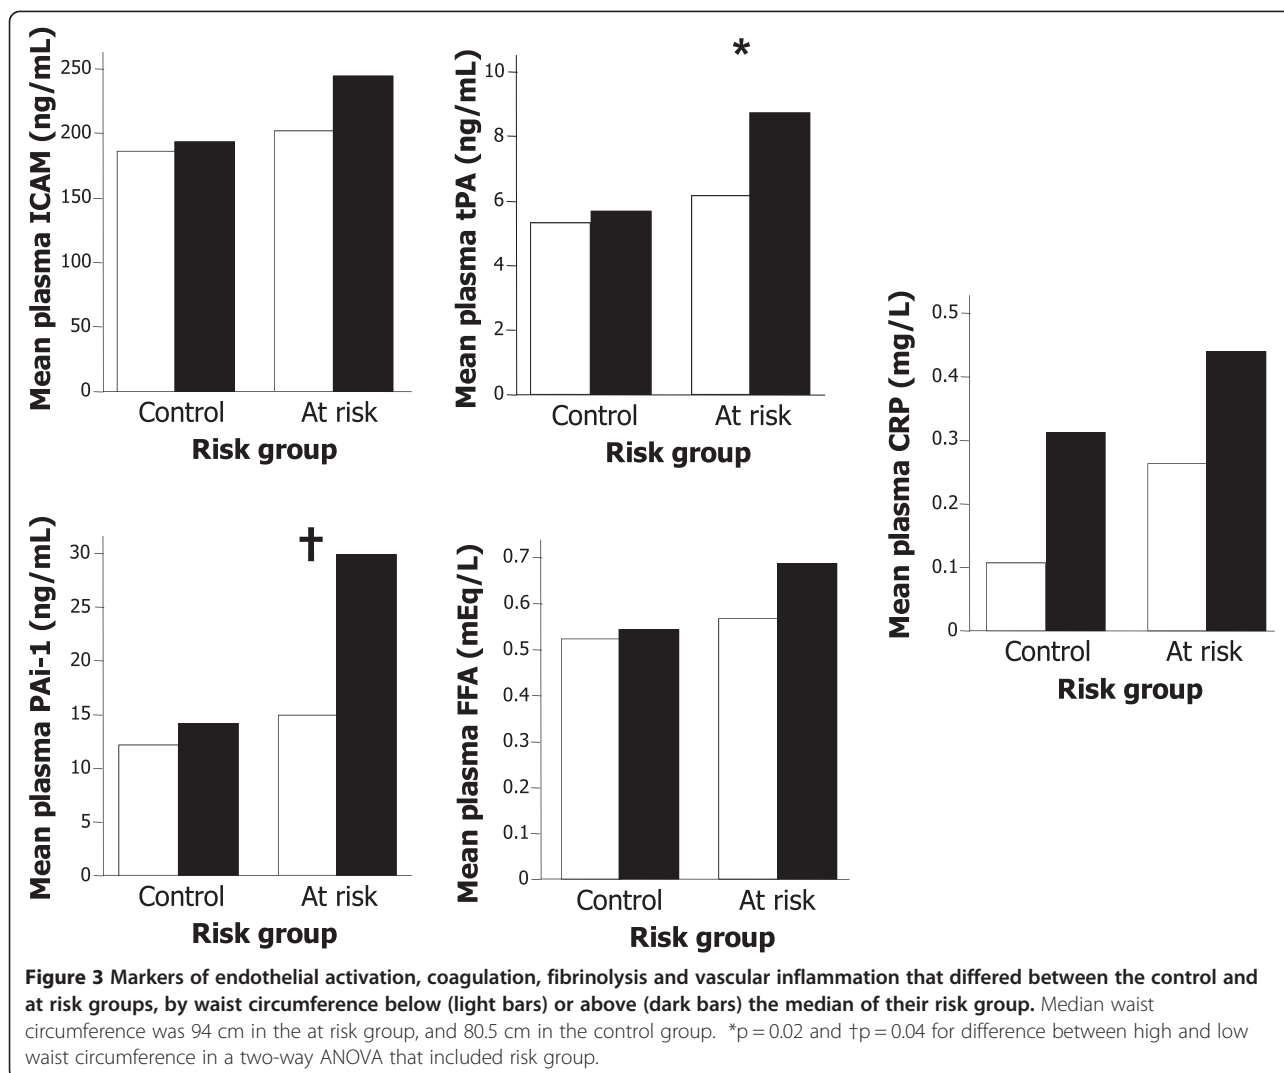 Mean plasma ICAM (ng/mL)
250
200
150
100
50
0
Control At risk
Risk group
*
Mean plasma tPA (ng/mL)
10
8
6
4
2
0
Control At risk
Risk group
Mean plasma CRP (mg/L)
0.5
0.4
0.3
0.2
0.1
0
Control At risk
Risk group
†
Mean plasma PAi-1 (ng/mL)
30
25
20
15
10
5
0
Control At risk
Risk group
Mean plasma FFA (mEq/L)
0.7
0.6
0.5
0.4
0.3
0.2
0.1
0
Control At risk
Risk group
Figure 3 Markers of endothelial activation, coagulation, fibrinolysis and vascular inflammation that differed between the control and
at risk groups, by waist circumference below (light bars) or above (dark bars) the median of their risk group. Median waist
circumference was 94 cm in the at risk group, and 80.5 cm in the control group. *p = 0.02 and †p = 0.04 for difference between high and low
waist circumference in a two-way ANOVA that included risk group.